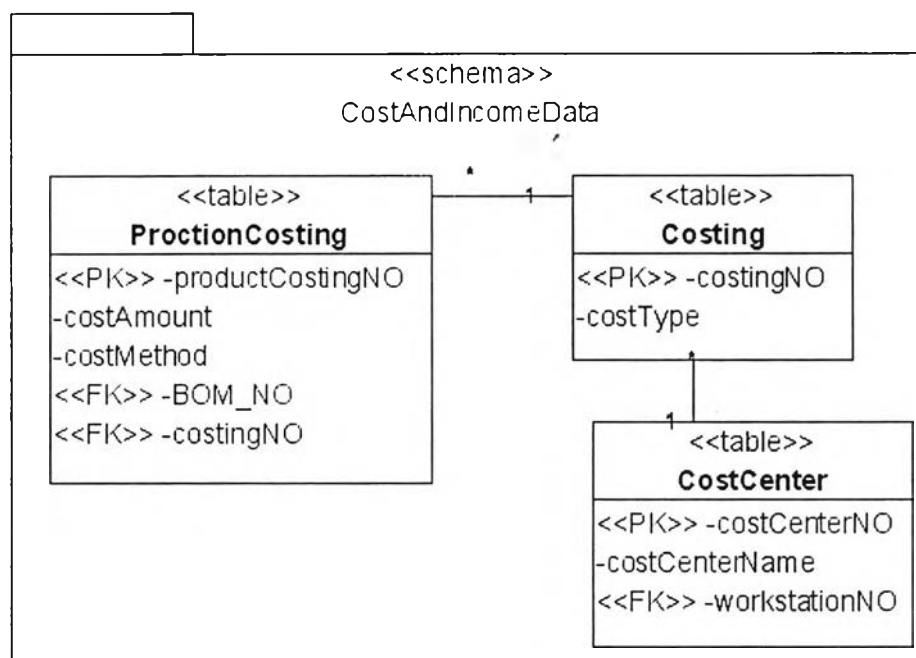 <<schema>>
CostAndIncomeData
* 1
<<table>>
ProctionCosting
<<PK>> -productCostingNO
-costAmount
-costMethod
<<FK>> -BOM_NO
<<FK>> -costingNO
<<table>>
Costing
<<PK>> -costingNO
-costType
*
1
<<table>>
CostCenter
<<PK>> -costCenterNO
-costCenterName
<<FK>> -workstationNO